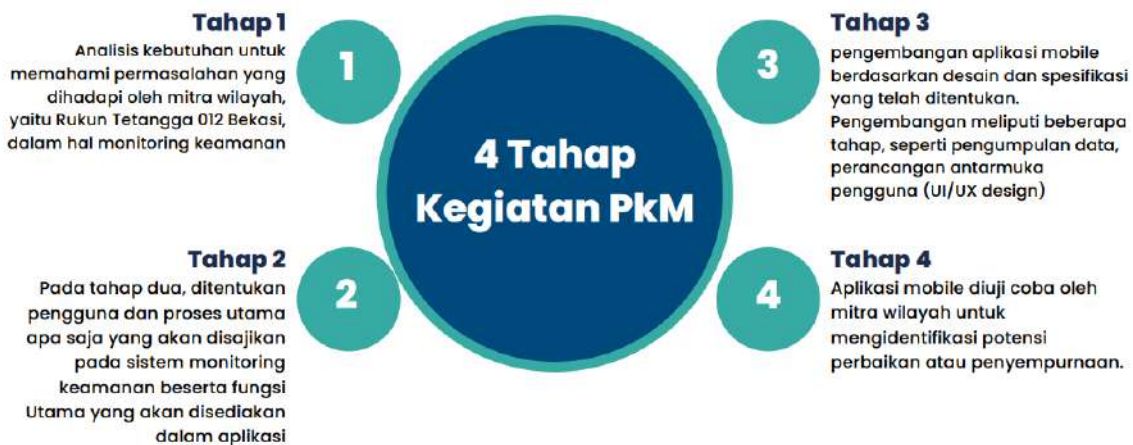 4 Tahap
Kegiatan PkM
1
Tahap 1
Analisis kebutuhan untuk
memahami permasalahan yang
dihadapi oleh mitra wilayah,
yaitu Rukun Tetangga 012 Bekasi,
dalam hal monitoring keamanan
2
Tahap 2
Pada tahap dua, ditentukan
pengguna dan proses utama
apa saja yang akan disajikan
pada sistem monitoring
keamanan beserta fungsi
Utama yang akan disediakan
dalam aplikasi
3
Tahap 3
pengembangan aplikasi mobile
berdasarkan desain dan spesifikasi
yang telah ditentukan.
Pengembangan meliputi beberapa
tahap, seperti pengumpulan data,
perancangan antarmuka
pengguna (UI/UX design)
4
Tahap 4
Aplikasi mobile diuji coba oleh
mitra wilayah untuk
mengidentifikasi potensi
perbaikan atau penyempurnaan.